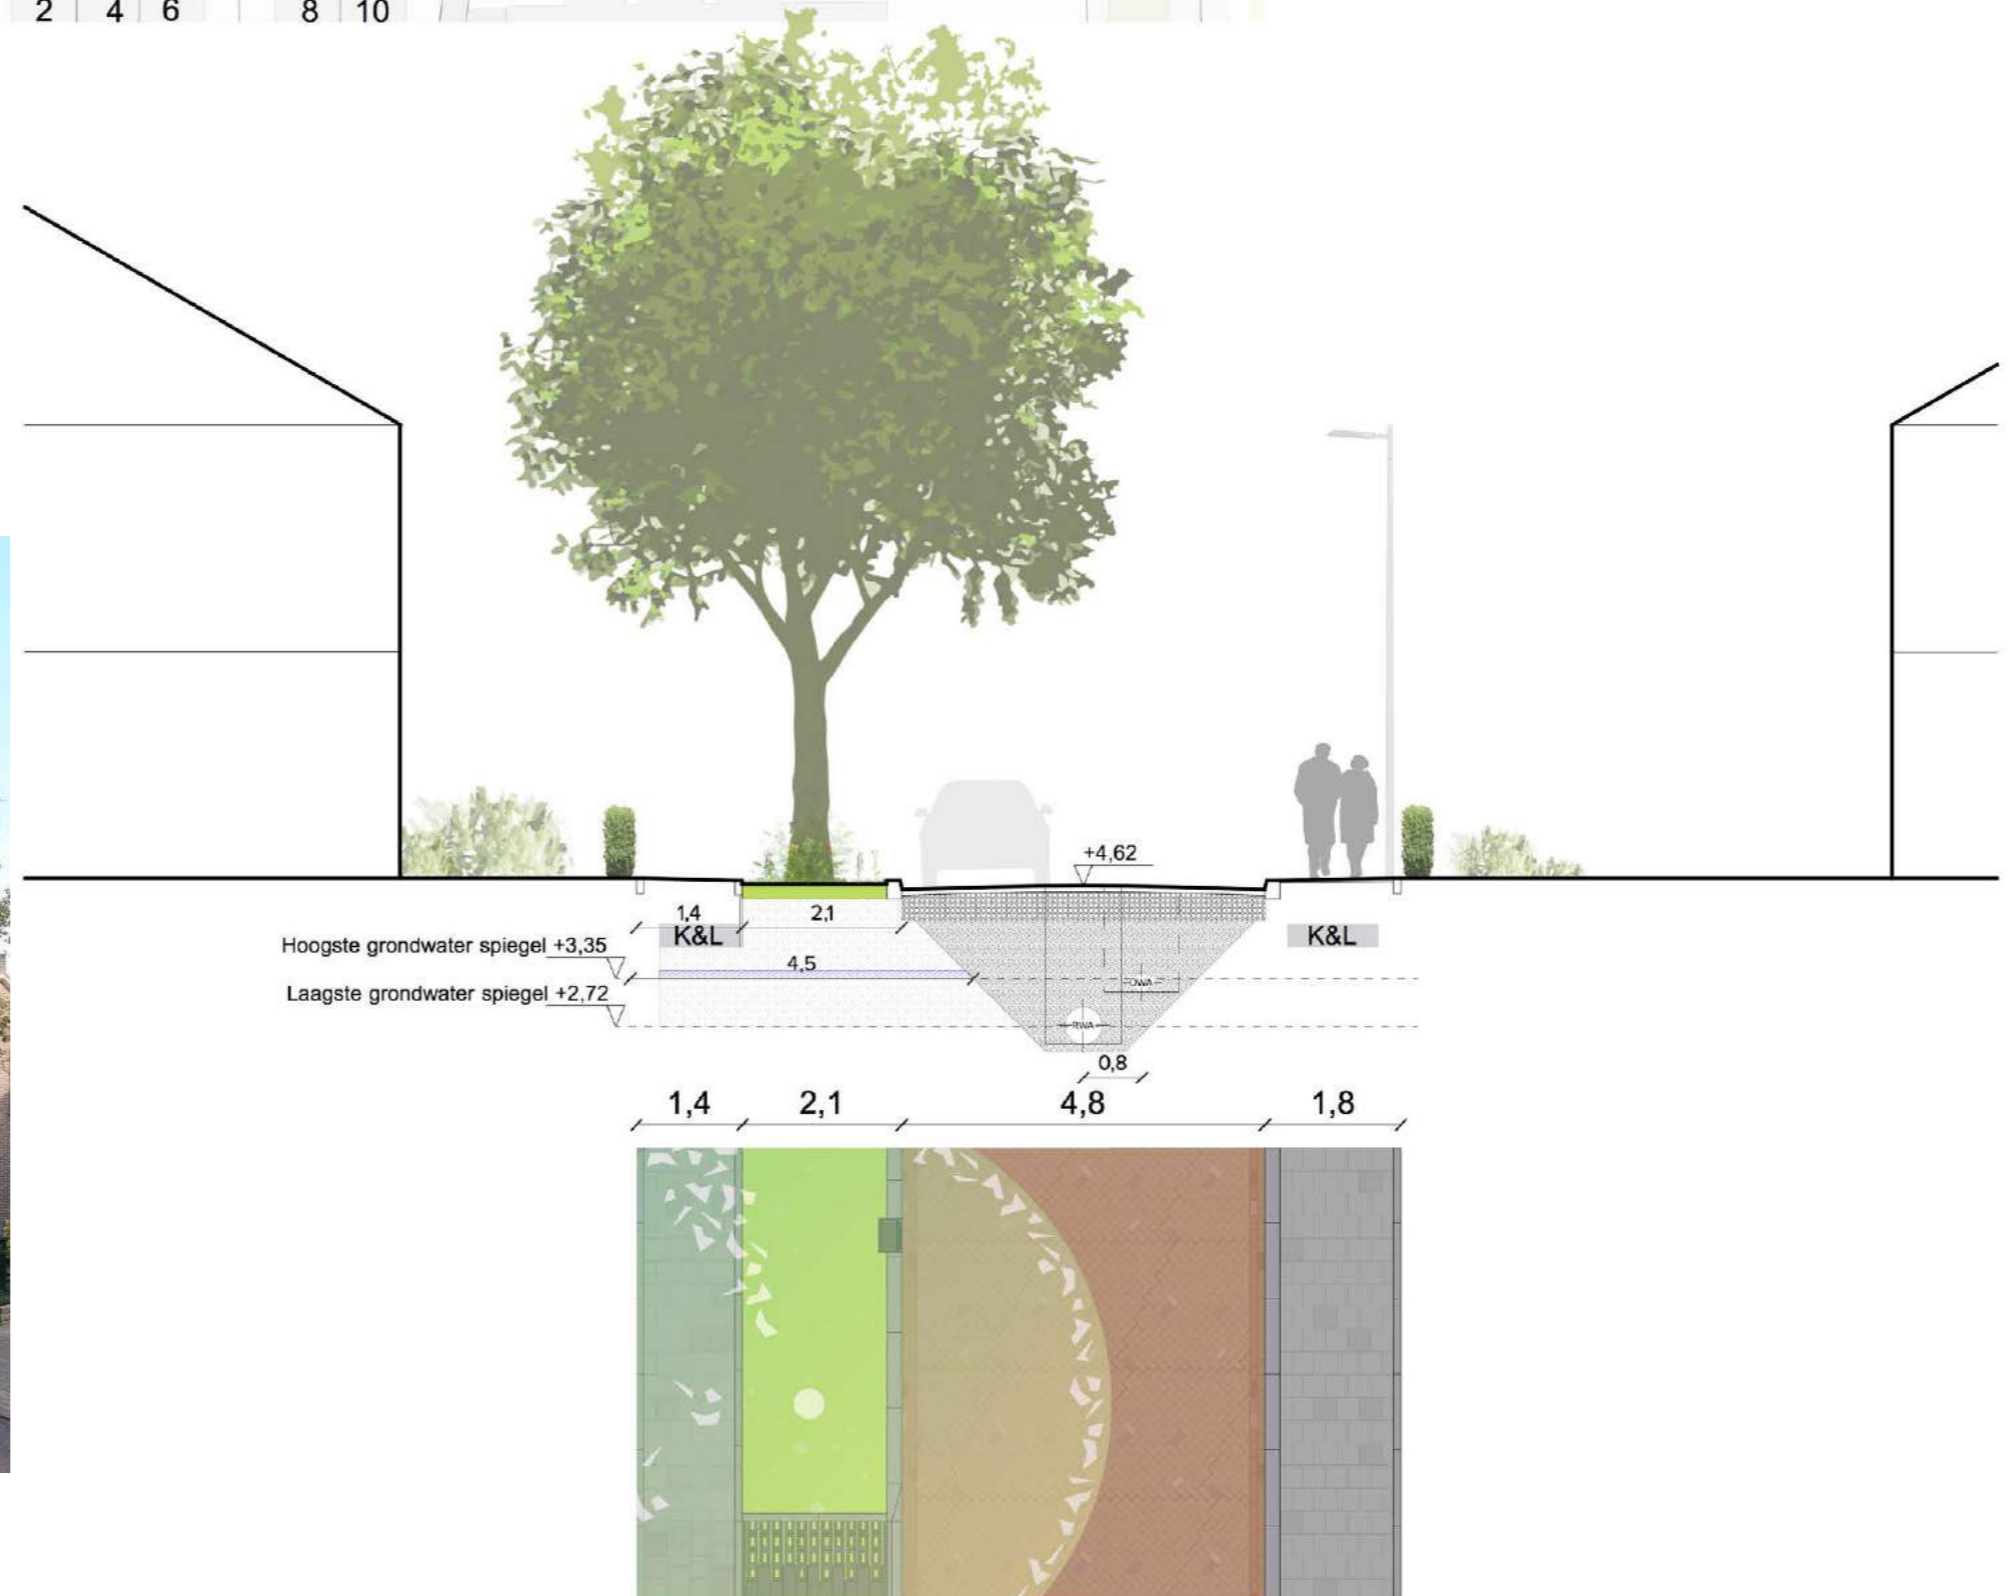 2 4 6 8 10
+4,62
1,4 2,1
K&L K&L
Hoogste grondwater spiegel +3,35
4,5
DWA
Laagste grondwater spiegel +2,72
RWA
0,8
1,4 2,1 4,8 1,8